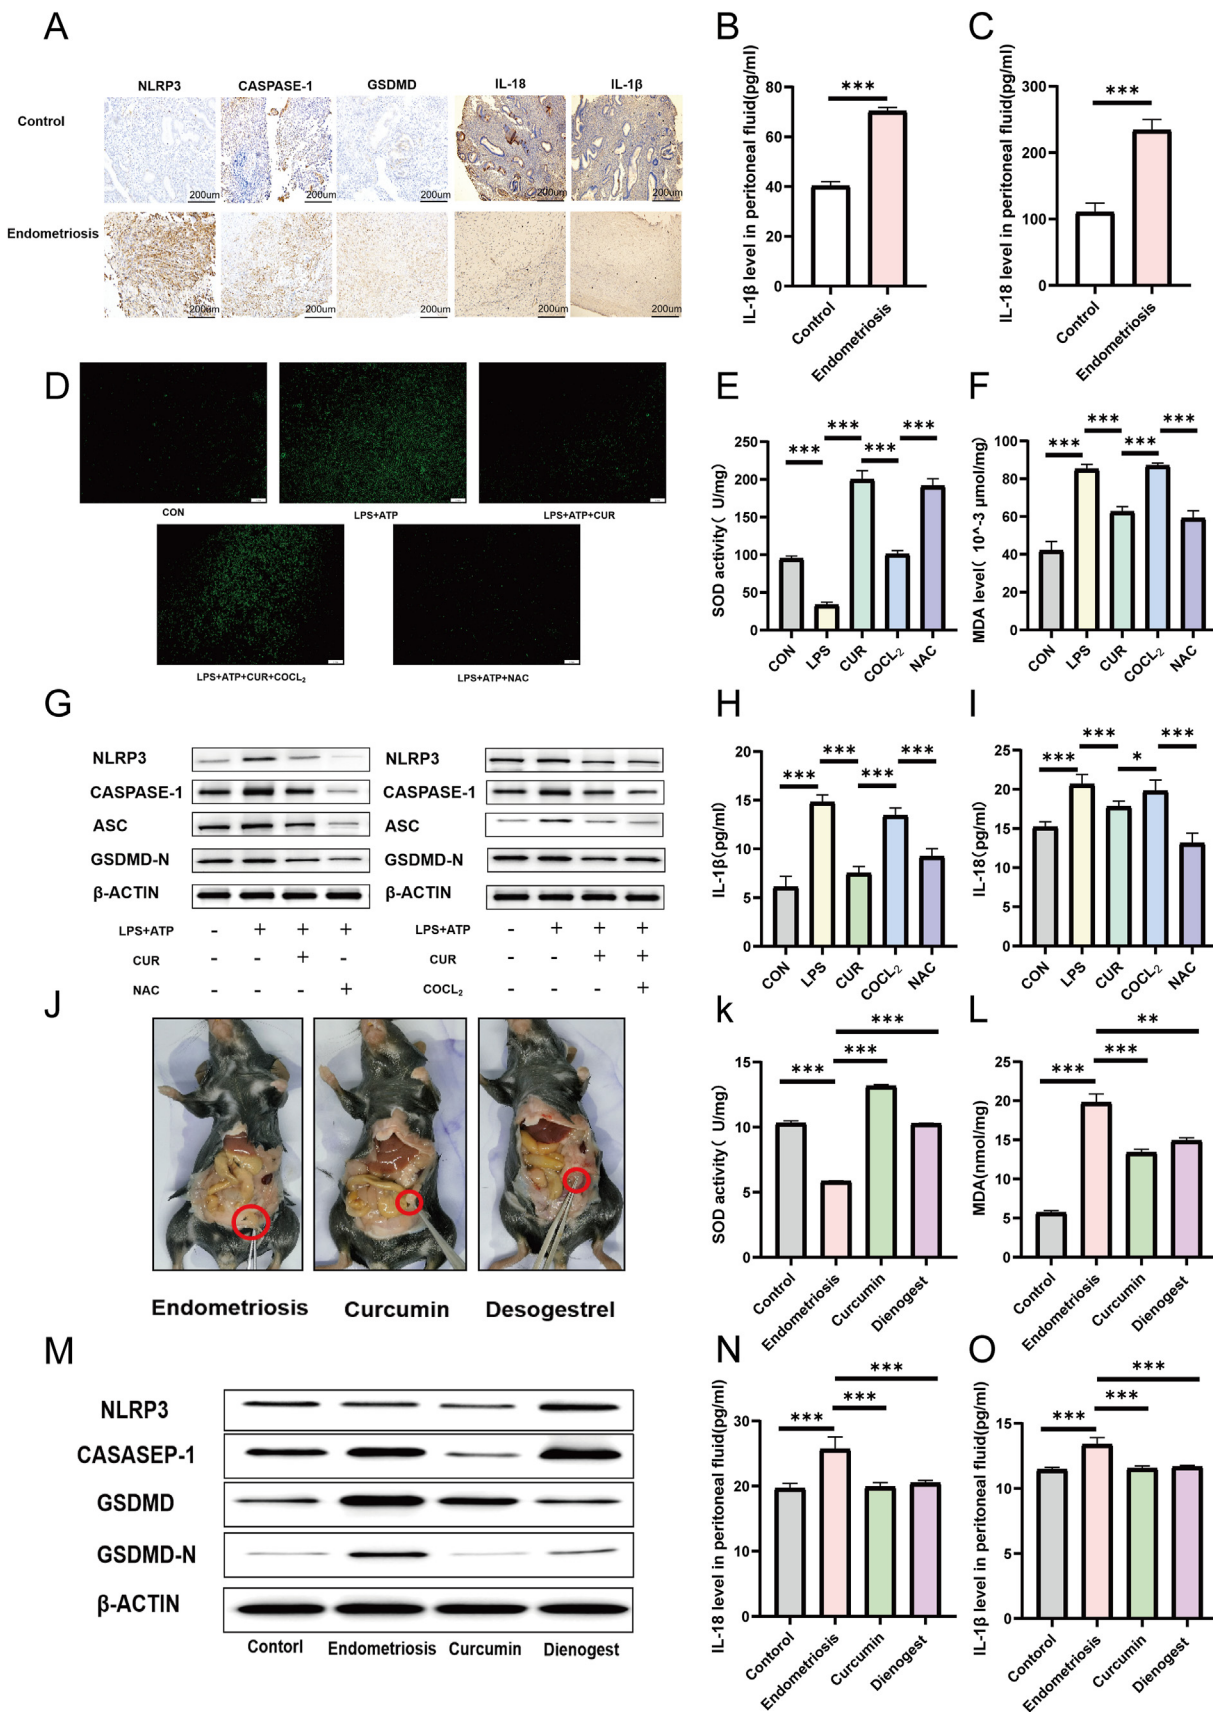 A
NLRP3 CASPASE-1 GSDMD IL-18 IL-1β
Control
200um 200um 200um 200um 200um
Endometriosis
200um 200um 200um 200um 200um
B
IL-1β level in peritoneal fluid(pg/ml)
80
60
40
20
0
***
Control
Endometriosis
C
IL-18 level in peritoneal fluid(pg/ml)
300
200
100
0
***
Control
Endometriosis
D
CON
LPS+ATP
LPS+ATP+CUR
LPS+ATP+CUR+COCL₂
LPS+ATP+NAC
E
SOD activity( U/mg)
250
200
150
100
50
0
*** *** *** ***
CON LPS CUR COCL₂ NAC
F
MDA level( 10^-3 μmol/mg)
100
80
60
40
20
0
*** *** *** ***
CON LPS CUR COCL₂ NAC
G
NLRP3
CASPASE-1
ASC
GSDMD-N
β-ACTIN
LPS+ATP - + + +
CUR - - + -
NAC - - - +
NLRP3
CASPASE-1
ASC
GSDMD-N
β-ACTIN
LPS+ATP - + + +
CUR - - + +
COCL₂ - - - +
H
IL-1β(pg/ml)
20
15
10
5
0
*** *** *** ***
CON LPS CUR COCL₂ NAC
I
IL-18(pg/ml)
25
20
15
10
5
0
*** *** * ***
CON LPS CUR COCL₂ NAC
J
Endometriosis Curcumin Desogestrel
k
SOD activity( U/mg)
15
10
5
0
*** *** ***
Control
Endometriosis
Curcumin
Dienogest
L
MDA(nmol/mg)
25
20
15
10
5
0
*** *** **
Control
Endometriosis
Curcumin
Dienogest
M
NLRP3
CASASEP-1
GSDMD
GSDMD-N
β-ACTIN
Contorl Endometriosis Curcumin Dienogest
N
IL-18 level in peritoneal fluid(pg/ml)
30
20
10
0
*** *** ***
Contorol
Endometriosis
Curcumin
Dienogest
O
IL-1β level in peritoneal fluid(pg/ml)
15
10
5
0
*** *** ***
Contorol
Endometriosis
Curcumin
Dienogest